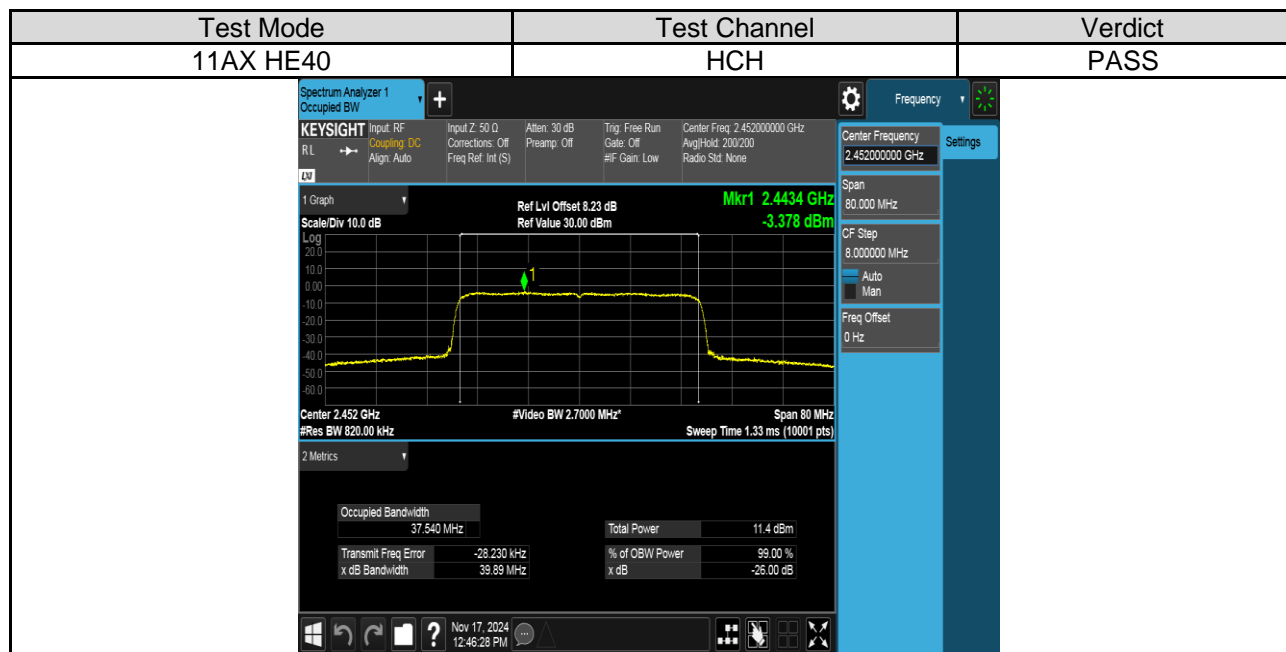 Test Mode Test Channel Verdict
11AX HE40 HCH PASS
Spectrum Analyzer 1
Occupied BW
+
Frequency
KEYSIGHT
RL
LXI
Input: RF
Coupling: DC
Align: Auto
Input Z: 50 Ω
Corrections: Off
Freq Ref: Int (S)
Atten: 30 dB
Preamp: Off
Trig: Free Run
Gate: Off
#IF Gain: Low
Center Freq: 2.452000000 GHz
Avg|Hold: 200/200
Radio Std: None
Center Frequency
2.452000000 GHz
Settings
Span
80.000 MHz
CF Step
8.000000 MHz
Auto
Man
Freq Offset
0 Hz
1 Graph
Scale/Div 10.0 dB
Ref Lvl Offset 8.23 dB
Ref Value 30.00 dBm
Mkr1 2.4434 GHz
-3.378 dBm
Log
20.0
10.0
0.00
-10.0
-20.0
-30.0
-40.0
-50.0
-60.0
1
Center 2.452 GHz
#Res BW 820.00 kHz
#Video BW 2.7000 MHz*
Span 80 MHz
Sweep Time 1.33 ms (10001 pts)
2 Metrics
Occupied Bandwidth
37.540 MHz
Total Power 11.4 dBm
Transmit Freq Error -28.230 kHz
% of OBW Power 99.00 %
x dB Bandwidth 39.89 MHz
x dB -26.00 dB
?
Nov 17, 2024
12:46:28 PM